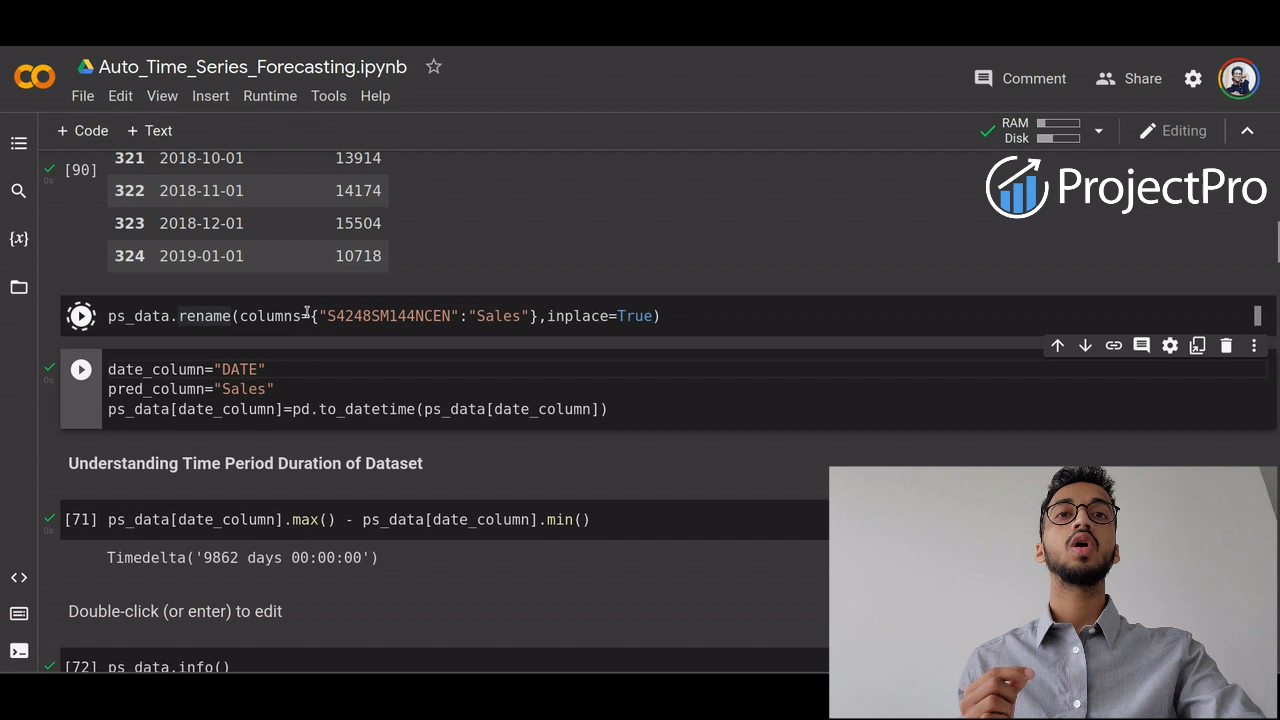 Auto_Time_Series_Forecasting.ipynb
File Edit View Insert Runtime Tools Help
Comment
Share
+ Code + Text
RAM
Disk
Editing
ProjectPro
321 2018-10-01 13914
[90]
322 2018-11-01 14174
323 2018-12-01 15504
324 2019-01-01 10718
ps_data.rename(columns={"S4248SM144NCEN":"Sales"},inplace=True)
0s
date_column="DATE"
pred_column="Sales"
ps_data[date_column]=pd.to_datetime(ps_data[date_column])
Understanding Time Period Duration of Dataset
[71] ps_data[date_column].max() - ps_data[date_column].min()
0s
Timedelta('9862 days 00:00:00')
Double-click (or enter) to edit
[72] ps_data.info()